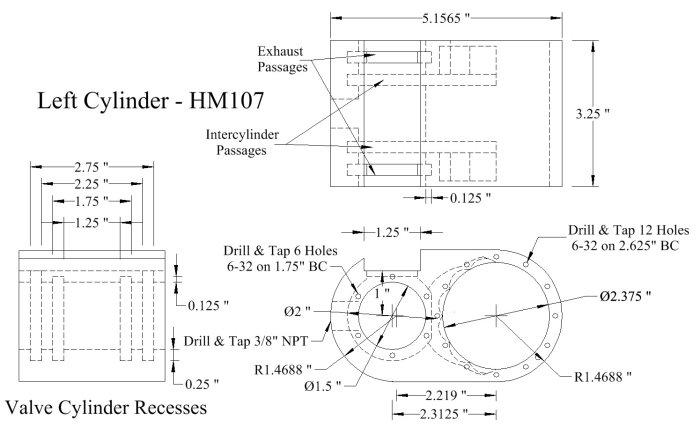 5.1565 "
Exhaust
Passages
Left Cylinder - HM107
3.25 "
Intercylinder
Passages
2.75 "
2.25 "
1.75 "
1.25 "
0.125 "
1.25 "
Drill & Tap 12 Holes
6-32 on 2.625" BC
Drill & Tap 6 Holes
6-32 on 1.75" BC
0.125 "
1 "
Ø2.375 "
Ø2 "
Drill & Tap 3/8" NPT
R1.4688 "
R1.4688 "
0.25 "
Ø1.5 "
2.219 "
Valve Cylinder Recesses
2.3125 "